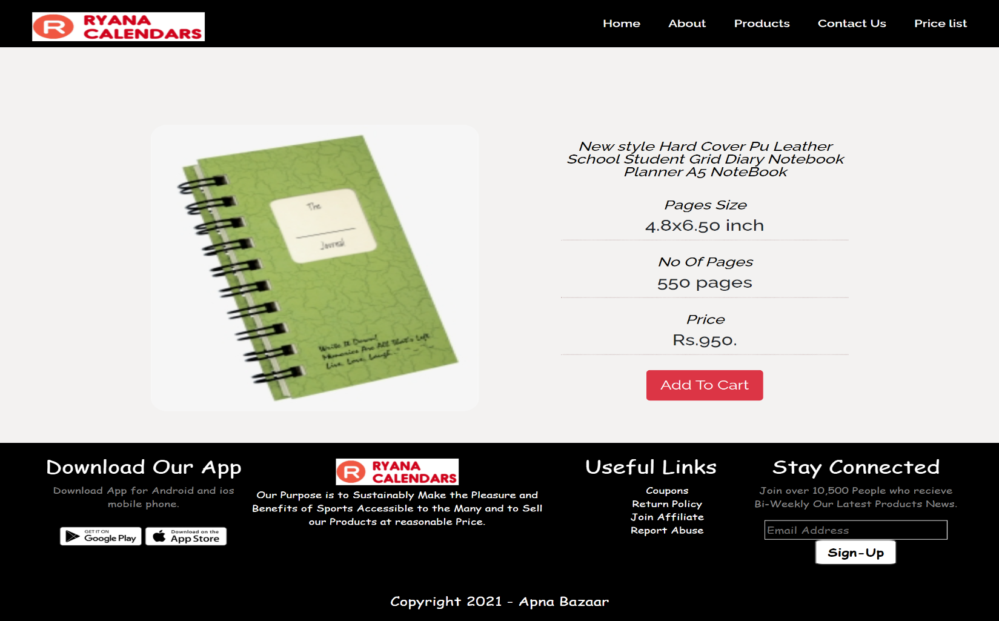 R RYANA
CALENDARS
Home About Products Contact Us Price list
The
Journal
Write It Down!
Memories Are All That's Left
Live, Love, Laugh...
New style Hard Cover Pu Leather
School Student Grid Diary Notebook
Planner A5 NoteBook
Pages Size
4.8x6.50 inch
No Of Pages
550 pages
Price
Rs.950.
Add To Cart
Download Our App
Download App for Android and ios
mobile phone.
GET IT ON
Google Play
Download on the
App Store
R RYANA
CALENDARS
Our Purpose is to Sustainably Make the Pleasure and
Benefits of Sports Accessible to the Many and to Sell
our Products at reasonable Price.
Useful Links
Coupons
Return Policy
Join Affiliate
Report Abuse
Stay Connected
Join over 10,500 People who recieve
Bi-Weekly Our Latest Products News.
Email Address
Sign-Up
Copyright 2021 - Apna Bazaar